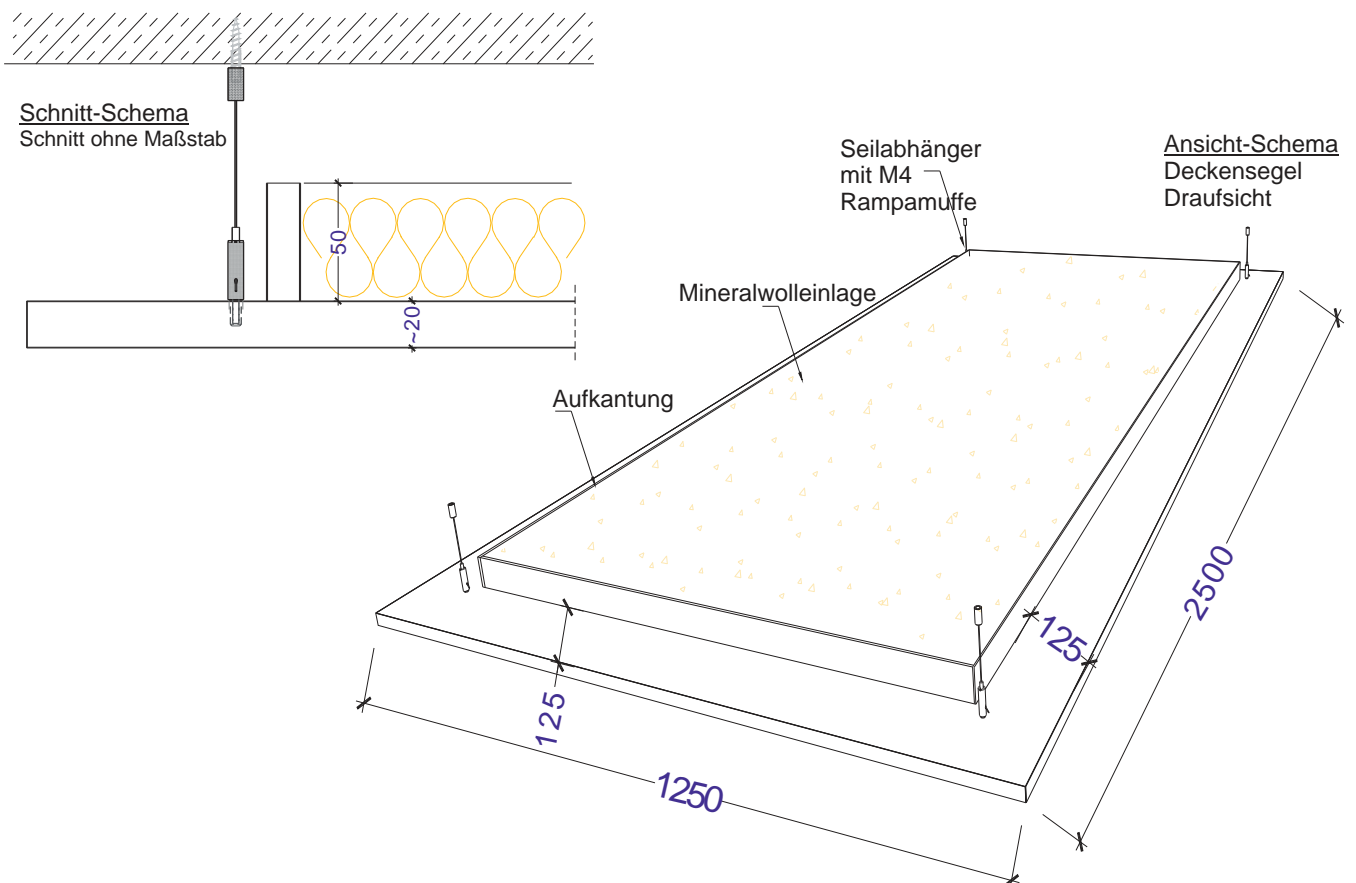 Schnitt-Schema
Schnitt ohne Maßstab
50
~20
Seilabhänger
mit M4
Rampamuffe
Ansicht-Schema
Deckensegel
Draufsicht
Mineralwolleinlage
Aufkantung
2500
125
125
1250